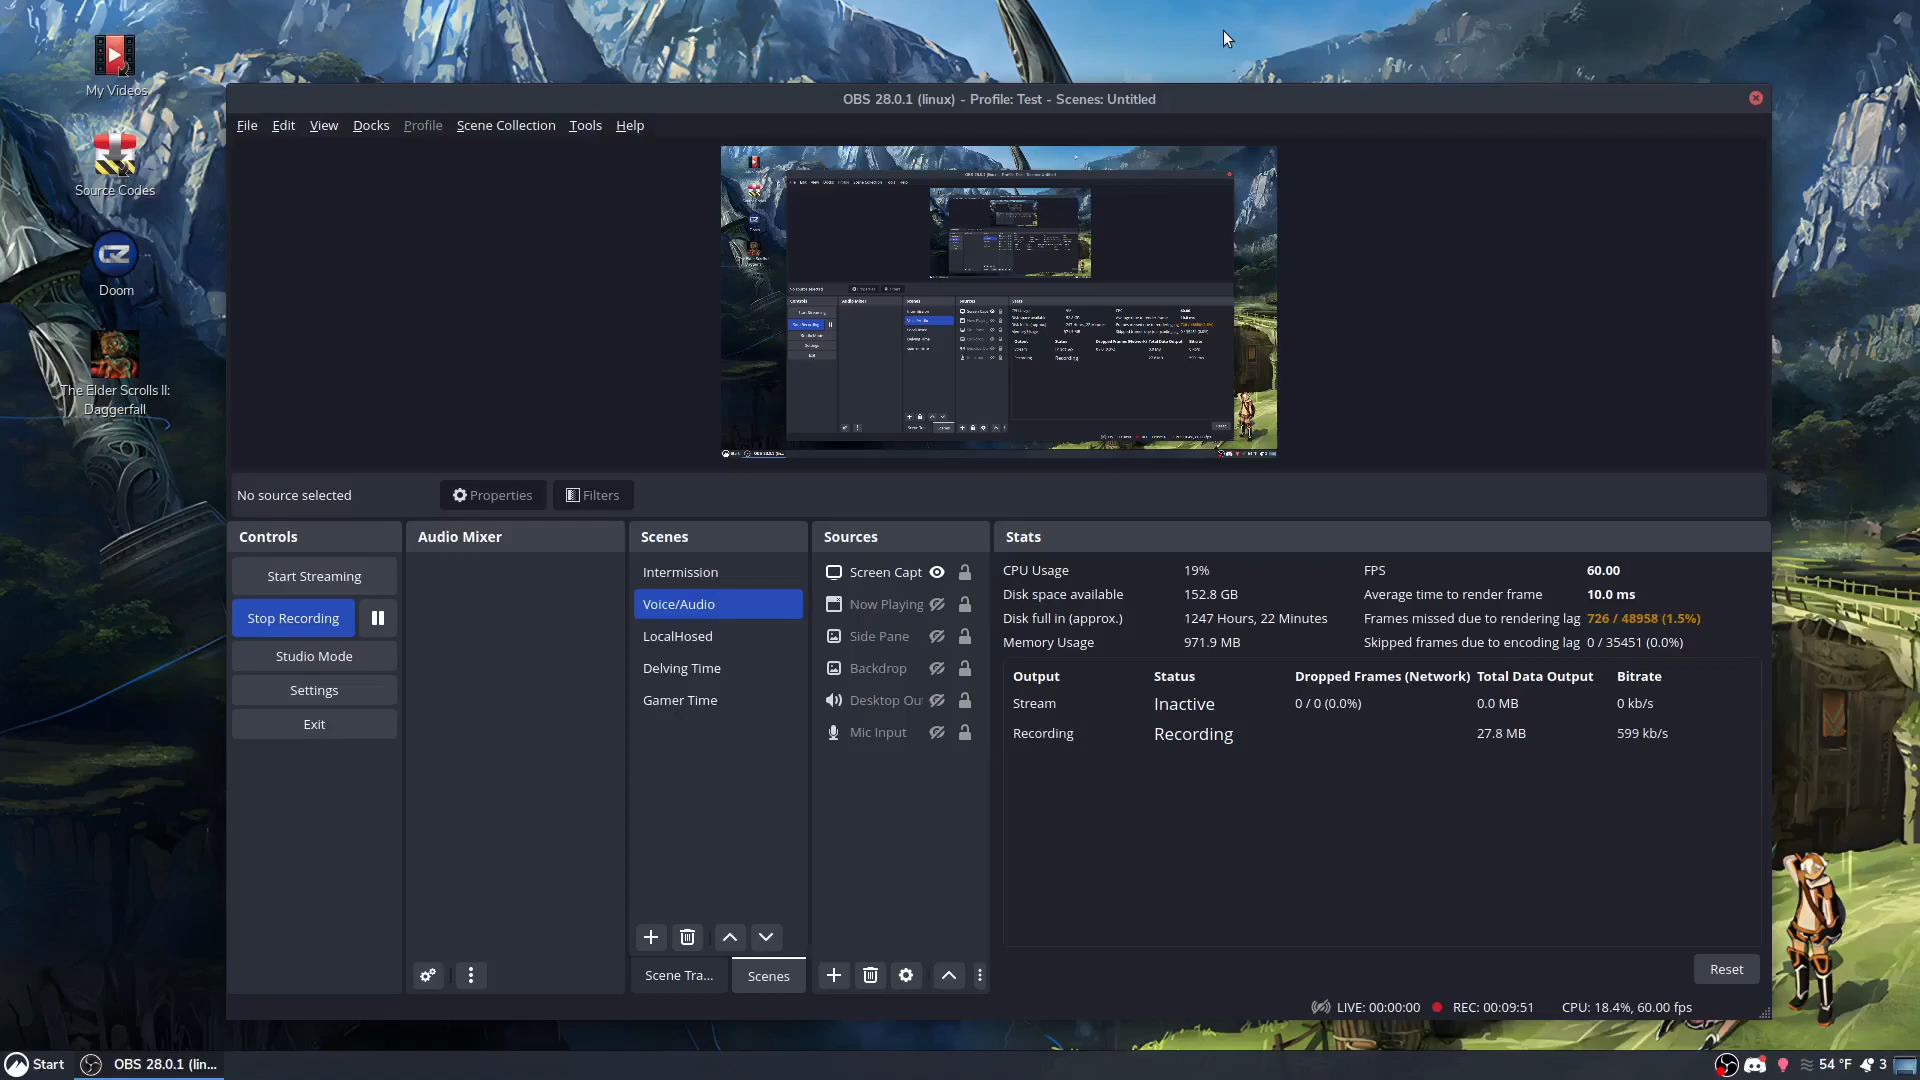 My Videos
Source Codes
Doom
The Elder Scrolls II:
Daggerfall
OBS 28.0.1 (linux) - Profile: Test - Scenes: Untitled
File Edit View Docks Profile Scene Collection Tools Help
No source selected Properties Filters
Controls
Start Streaming
Stop Recording
Studio Mode
Settings
Exit
Audio Mixer
Scenes
Intermission
Voice/Audio
LocalHosed
Delving Time
Gamer Time
Scene Tra... Scenes
Sources
Screen Capt
Now Playing
Side Pane
Backdrop
Desktop Ou
Mic Input
Stats
CPU Usage 19% FPS 60.00
Disk space available 152.8 GB Average time to render frame 10.0 ms
Disk full in (approx.) 1247 Hours, 22 Minutes Frames missed due to rendering lag 726 / 48958 (1.5%)
Memory Usage 971.9 MB Skipped frames due to encoding lag 0 / 35451 (0.0%)
Output Status Dropped Frames (Network) Total Data Output Bitrate
Stream Inactive 0 / 0 (0.0%) 0.0 MB 0 kb/s
Recording Recording 27.8 MB 599 kb/s
Reset
LIVE: 00:00:00 REC: 00:09:51 CPU: 18.4%, 60.00 fps
Start OBS 28.0.1 (lin... 54 °F 3